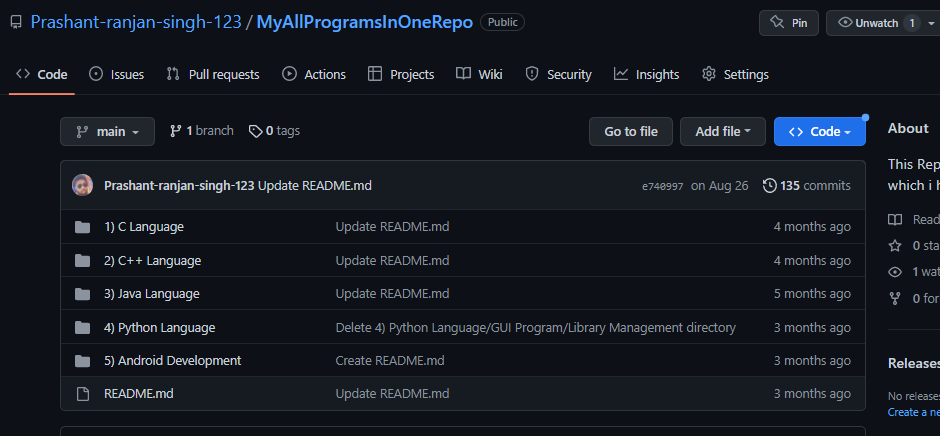 Prashant-ranjan-singh-123 / MyAllProgramsInOneRepo Public Pin Unwatch 1
Code Issues Pull requests Actions Projects Wiki Security Insights Settings
main 1 branch 0 tags Go to file Add file Code
About
Prashant-ranjan-singh-123 Update README.md e740997 on Aug 26 135 commits
This Rep
which i h
1) C Language Update README.md 4 months ago
Read
0 sta
2) C++ Language Update README.md 4 months ago
1 wat
3) Java Language Update README.md 5 months ago
0 for
4) Python Language Delete 4) Python Language/GUI Program/Library Management directory 3 months ago
5) Android Development Create README.md 3 months ago
Releases
README.md Update README.md 3 months ago
No releases
Create a ne